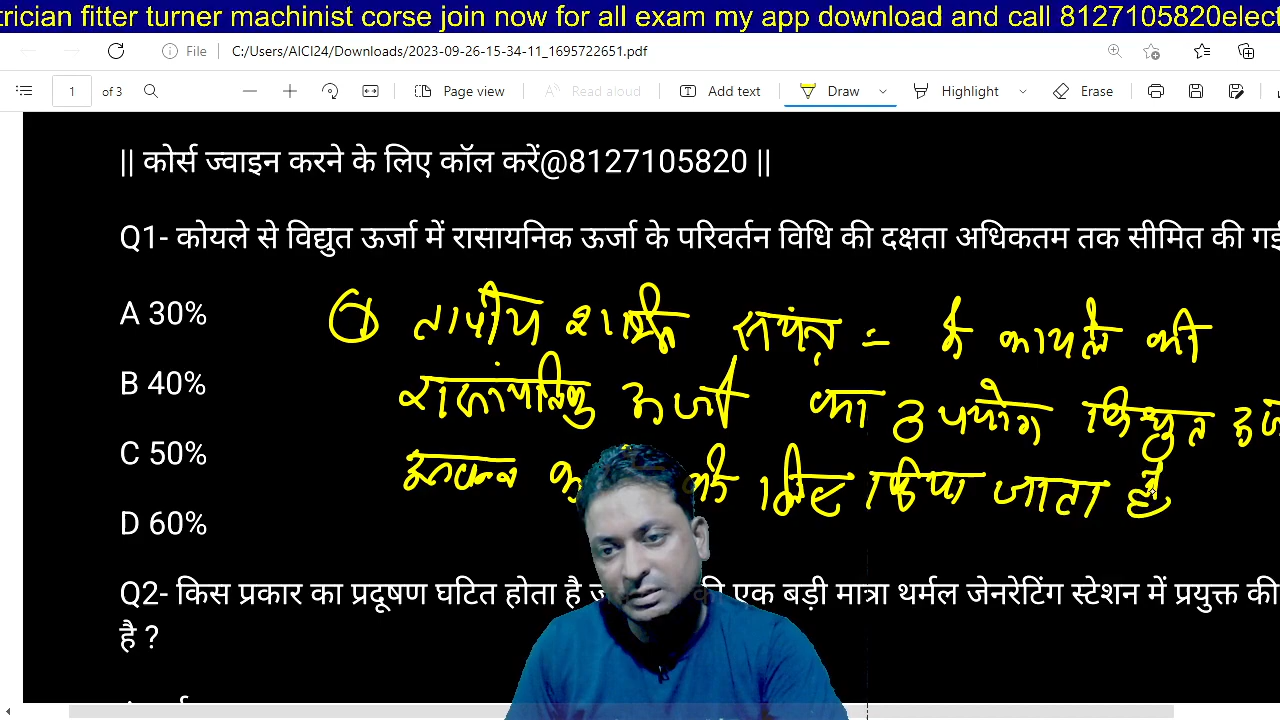 trician fitter turner machinist corse join now for all exam my app download and call 8127105820elect
File C:/Users/AICI24/Downloads/2023-09-26-15-34-11_1695722651.pdf
1 of 3 Page view Read aloud Add text Draw Highlight Erase
|| कोर्स ज्वाइन करने के लिए कॉल करें@8127105820 ||
Q1- कोयले से विद्युत ऊर्जा में रासायनिक ऊर्जा के परिवर्तन विधि की दक्षता अधिकतम तक सीमित की गई
A 30%
तापीय शक्ति सयंत्र = में कोयले की
B 40%
ऊर्जा का उपयोग विधुत
C 50%
के लिए किया जाता है
D 60%
Q2- किस प्रकार का प्रदूषण घटित होता है एक बड़ी मात्रा थर्मल जेनरेटिंग स्टेशन में प्रयुक्त की
है ?